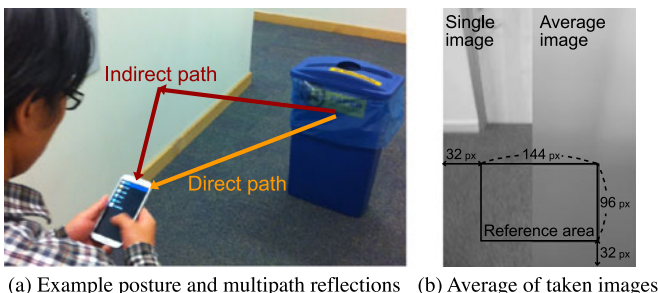 Indirect path
Direct path
Single image
Average image
32 px
144 px
96 px
Reference area
32 px
(a) Example posture and multipath reflections
(b) Average of taken images